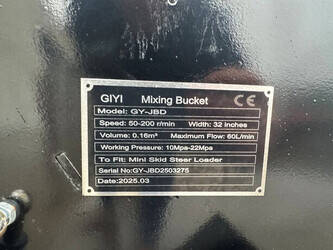 GIYI Mixing Bucket CE
Model: GY-JBD
Speed: 50-200 r/min Width: 32 inches
Volume: 0.16m³ Maximum Flow: 60L/min
Working Pressure: 10Mpa-22Mpa
To Fit: Mini Skid Steer Loader
Serial No:GY-JBD2503275
Date:2025.03